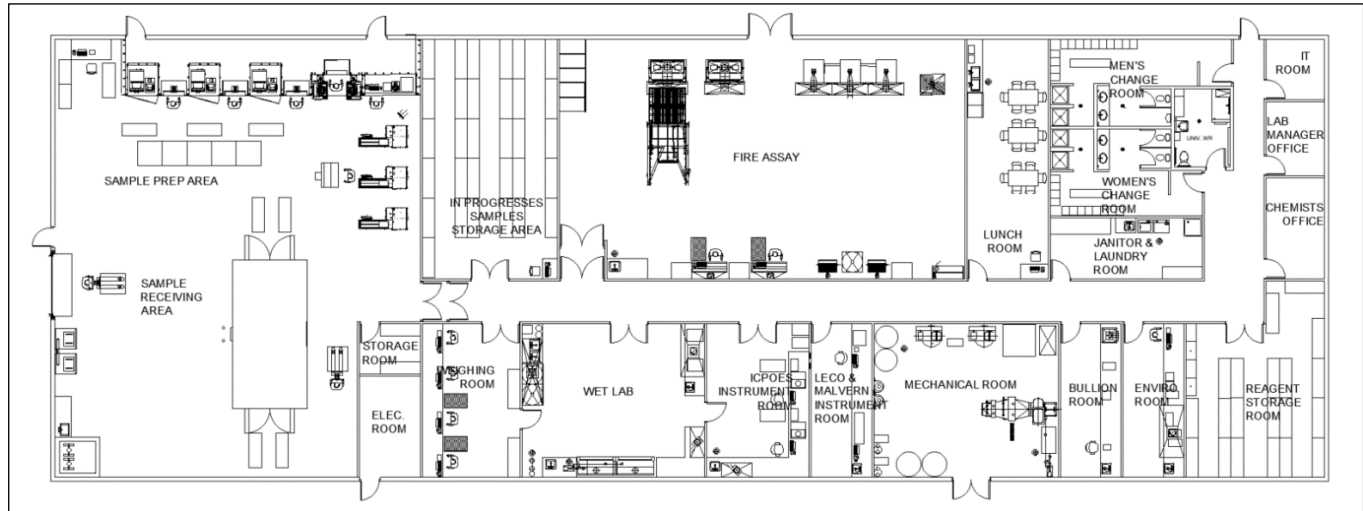 SAMPLE PREP AREA
IN PROGRESSES
SAMPLES
STORAGE AREA
FIRE ASSAY
LUNCH
ROOM
MEN'S
CHANGE
ROOM
UNIV. WR
WOMEN'S
CHANGE
ROOM
JANITOR &
LAUNDRY
ROOM
IT
ROOM
LAB
MANAGER
OFFICE
CHEMISTS
OFFICE
SAMPLE
RECEIVING
AREA
STORAGE
ROOM
ELEC.
ROOM
WEIGHING
ROOM
WET LAB
ICPOES
INSTRUMENT
ROOM
LECO &
MALVERN
INSTRUMENT
ROOM
MECHANICAL ROOM
BULLION
ROOM
ENVIRO
ROOM
REAGENT
STORAGE
ROOM